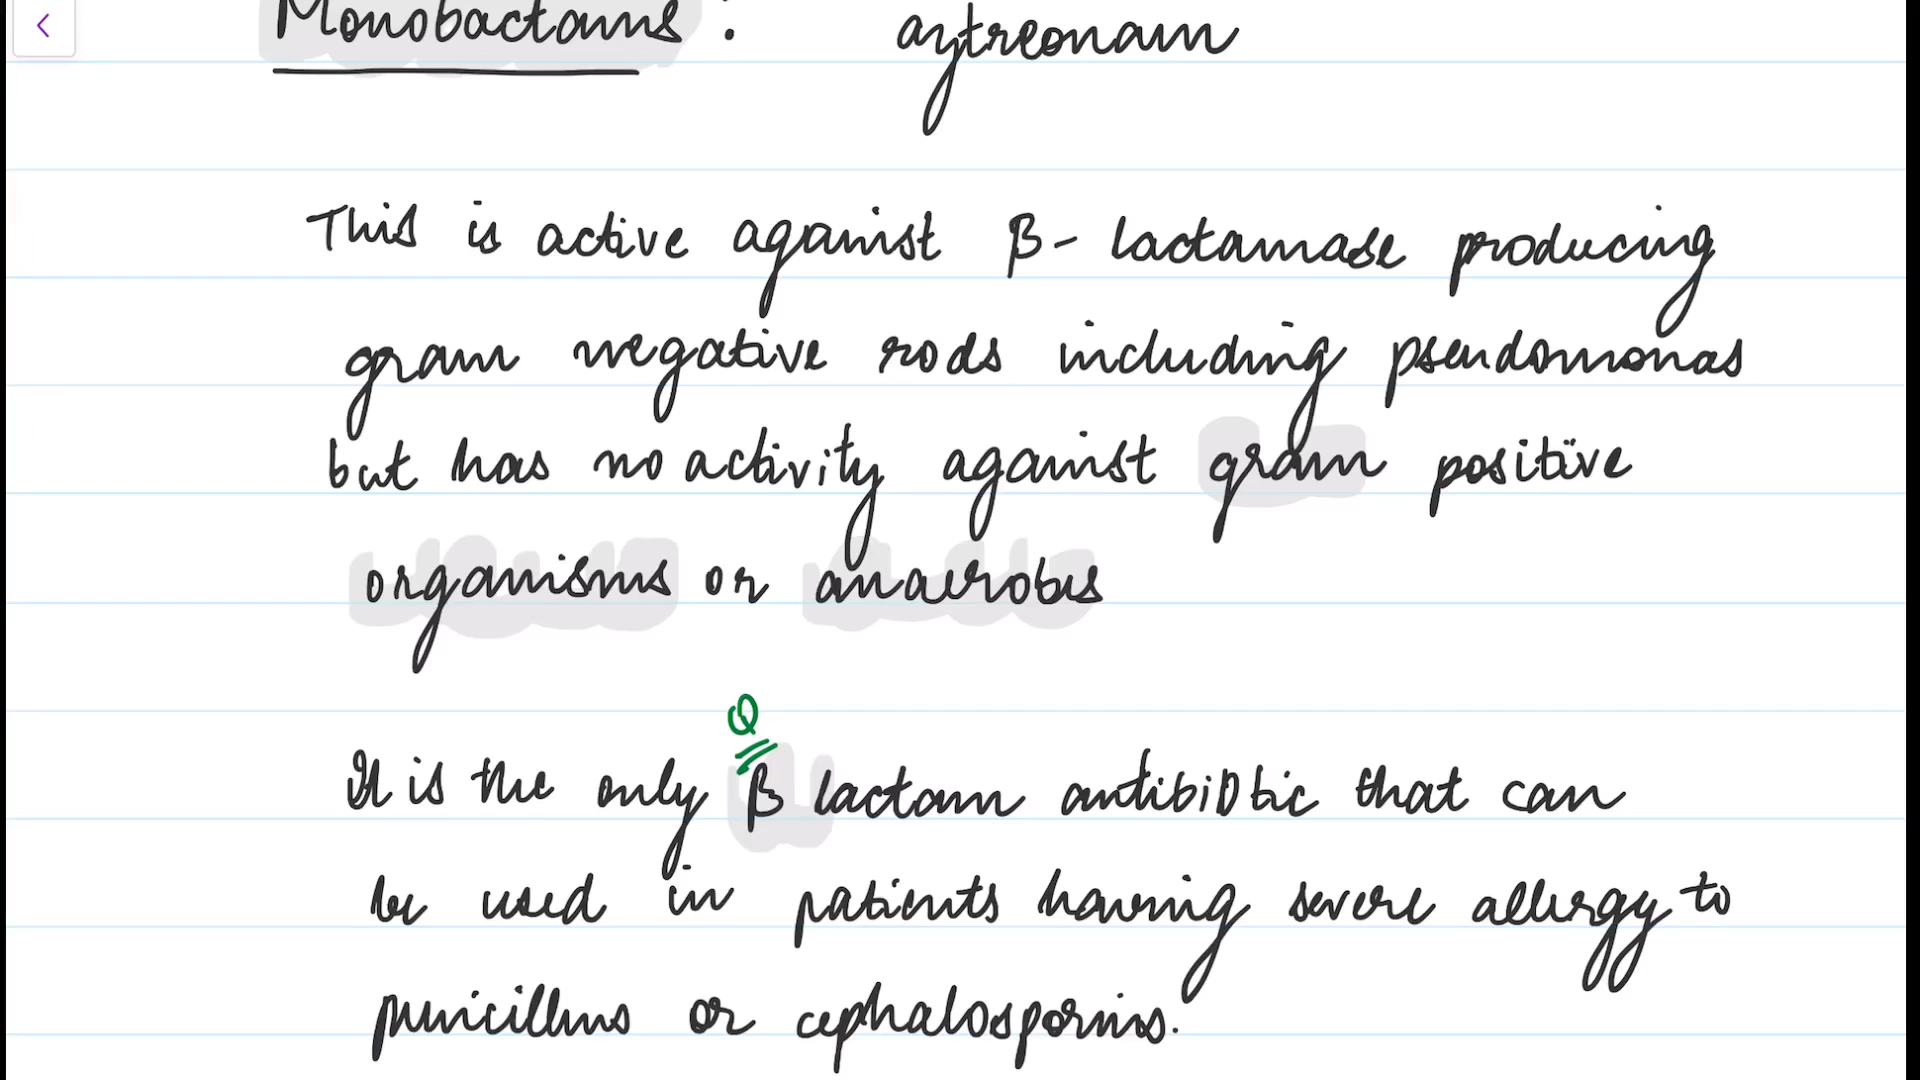 Monobactams : aztreonam
This is active against β- lactamase producing
gram negative rods including pseudomonas
but has no activity against gram positive
organisms or anaerobes
Q
It is the only β lactam antibiotic that can
be used in patients having severe allergy to
penicillins or cephalosporins.